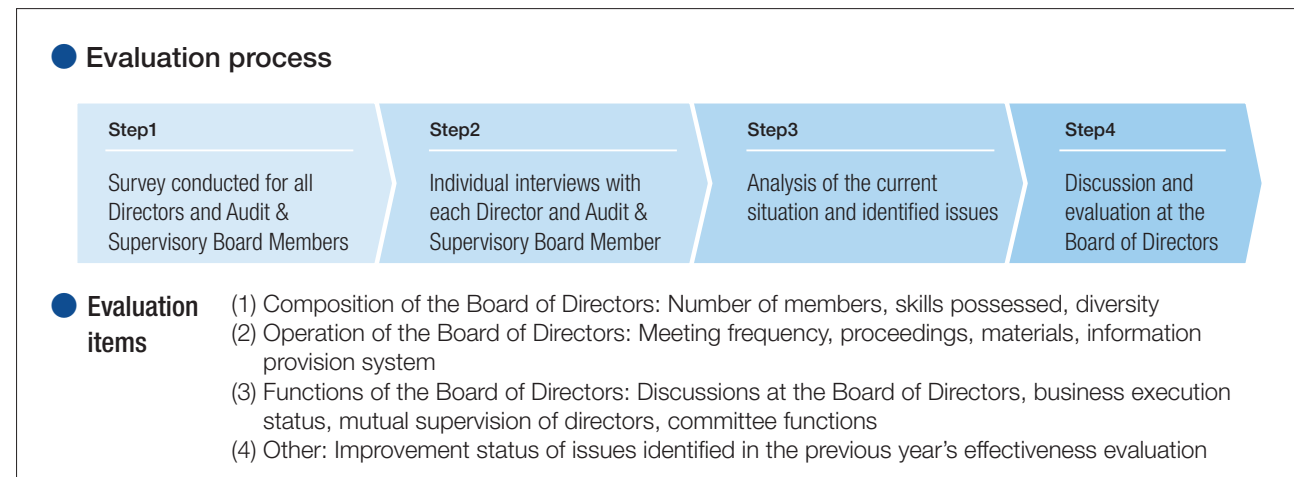 Evaluation process
Step1
Survey conducted for all
Directors and Audit &
Supervisory Board Members
Step2
Individual interviews with
each Director and Audit &
Supervisory Board Member
Step3
Analysis of the current
situation and identified issues
Step4
Discussion and
evaluation at the
Board of Directors
Evaluation
items
(1) Composition of the Board of Directors: Number of members, skills possessed, diversity
(2) Operation of the Board of Directors: Meeting frequency, proceedings, materials, information
provision system
(3) Functions of the Board of Directors: Discussions at the Board of Directors, business execution
status, mutual supervision of directors, committee functions
(4) Other: Improvement status of issues identified in the previous year’s effectiveness evaluation